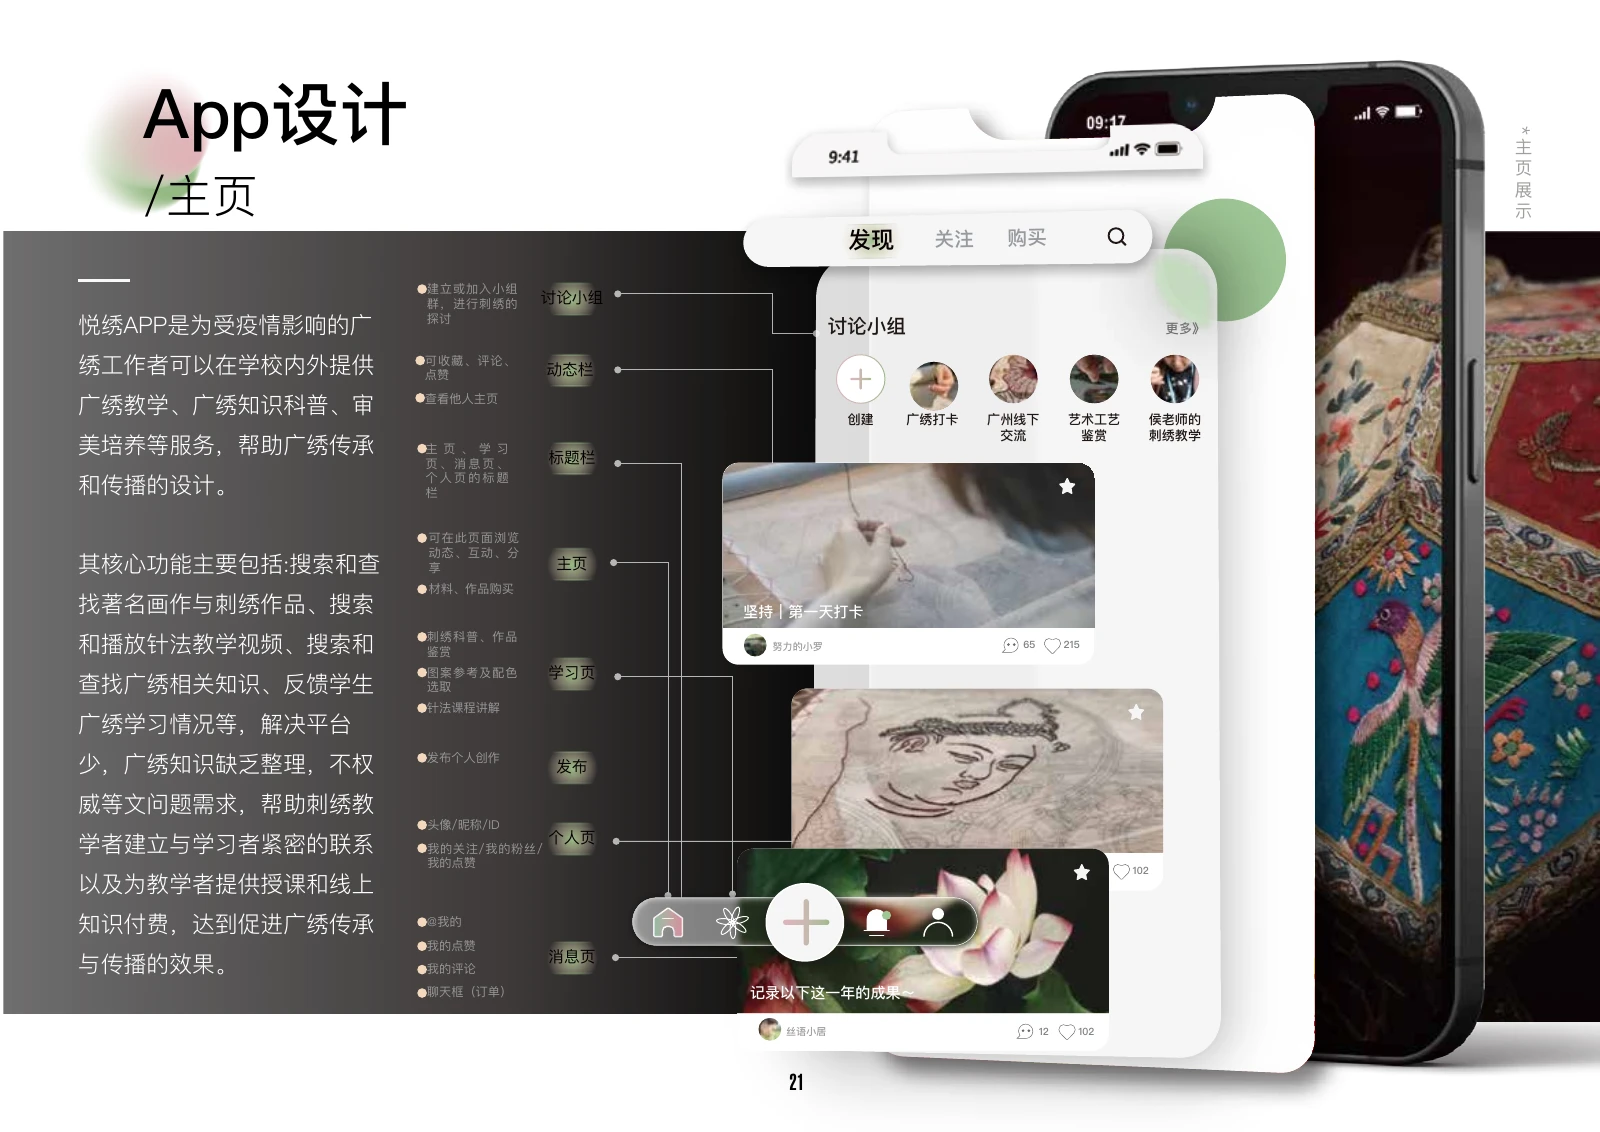 App设计
/主页
悦绣APP是为受疫情影响的广
绣工作者可以在学校内外提供
广绣教学、广绣知识科普、审
美培养等服务，帮助广绣传承
和传播的设计。
其核心功能主要包括:搜索和查
找著名画作与刺绣作品、搜索
和播放针法教学视频、搜索和
查找广绣相关知识、反馈学生
广绣学习情况等，解决平台
少，广绣知识缺乏整理，不权
威等文问题需求，帮助刺绣教
学者建立与学习者紧密的联系
以及为教学者提供授课和线上
知识付费，达到促进广绣传承
与传播的效果。
建立或加入小组
群，进行刺绣的
探讨
讨论小组
可收藏、评论、
点赞
查看他人主页
动态栏
主页、学习
页、消息页、
个人页的标题
栏
标题栏
可在此页面浏览
动态、互动、分
享
材料、作品购买
主页
刺绣科普、作品
鉴赏
图案参考及配色
选取
针法课程讲解
学习页
发布个人创作
发布
头像/昵称/ID
我的关注/我的粉丝/
我的点赞
个人页
@我的
我的点赞
我的评论
聊天框（订单）
消息页
09:17
9:41
发现 关注 购买
讨论小组 更多》
创建 广绣打卡 广州线下 艺术工艺 侯老师的
交流 鉴赏 刺绣教学
坚持｜第一天打卡
努力的小罗 65 215
102
记录以下这一年的成果～
丝语小居 12 102
*主页展示
21